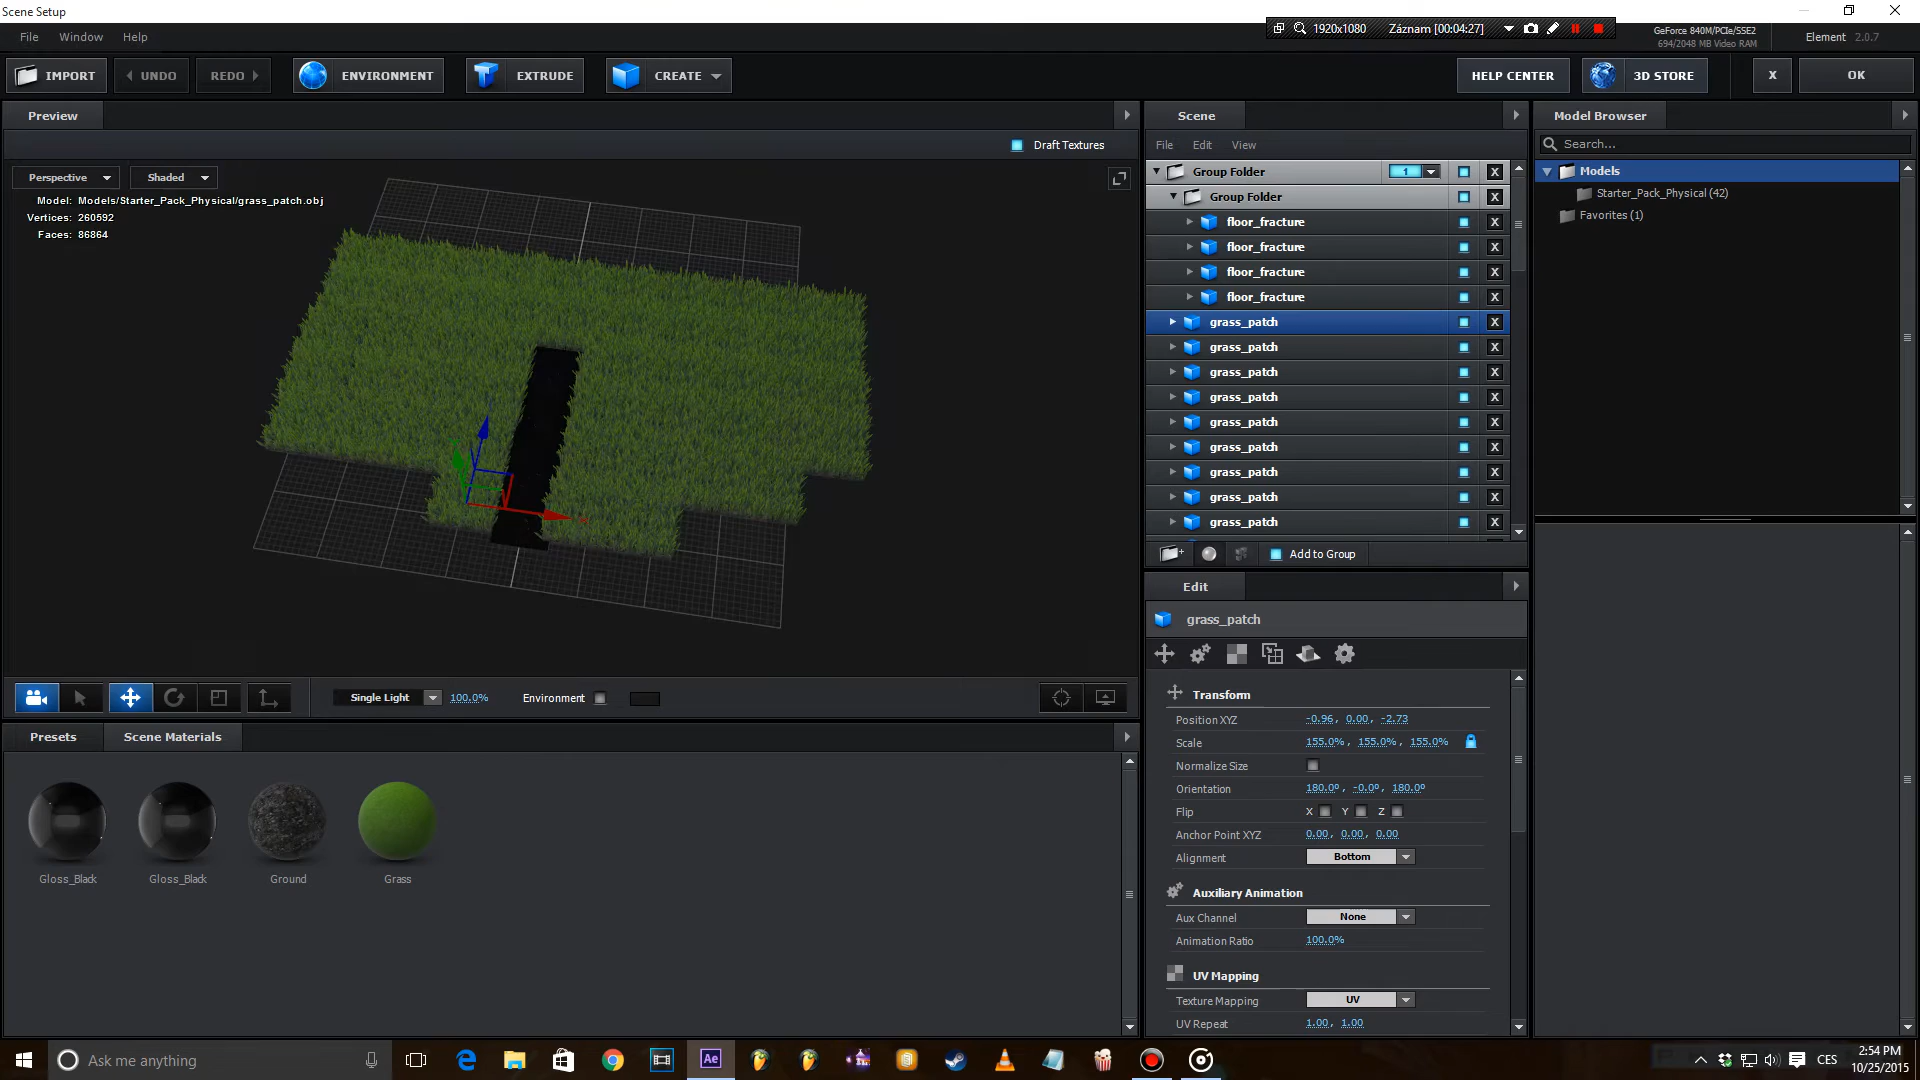 Scene Setup
File Window Help
1920x1080 Záznam [00:04:27]
GeForce 840M/PCIe/SSE2
694/2048 MB Video RAM
Element 2.0.7
IMPORT UNDO REDO ENVIRONMENT EXTRUDE CREATE HELP CENTER 3D STORE X OK
Preview
Draft Textures
Perspective Shaded
Model: Models/Starter_Pack_Physical/grass_patch.obj
Vertices: 260592
Faces: 86864
Single Light 100.0% Environment
Presets Scene Materials
Gloss_Black Gloss_Black Ground Grass
Scene
File Edit View
Group Folder 1 X
Group Folder X
floor_fracture X
floor_fracture X
floor_fracture X
floor_fracture X
grass_patch X
grass_patch X
grass_patch X
grass_patch X
grass_patch X
grass_patch X
grass_patch X
grass_patch X
grass_patch X
Add to Group
Edit
grass_patch
Transform
Position XYZ -0.96, 0.00, -2.73
Scale 155.0%, 155.0%, 155.0%
Normalize Size
Orientation 180.0º, -0.0º, 180.0º
Flip X Y Z
Anchor Point XYZ 0.00, 0.00, 0.00
Alignment Bottom
Auxiliary Animation
Aux Channel None
Animation Ratio 100.0%
UV Mapping
Texture Mapping UV
UV Repeat 1.00, 1.00
Model Browser
Search...
Models
Starter_Pack_Physical (42)
Favorites (1)
Ask me anything
Ae
CES
2:54 PM
10/25/2015